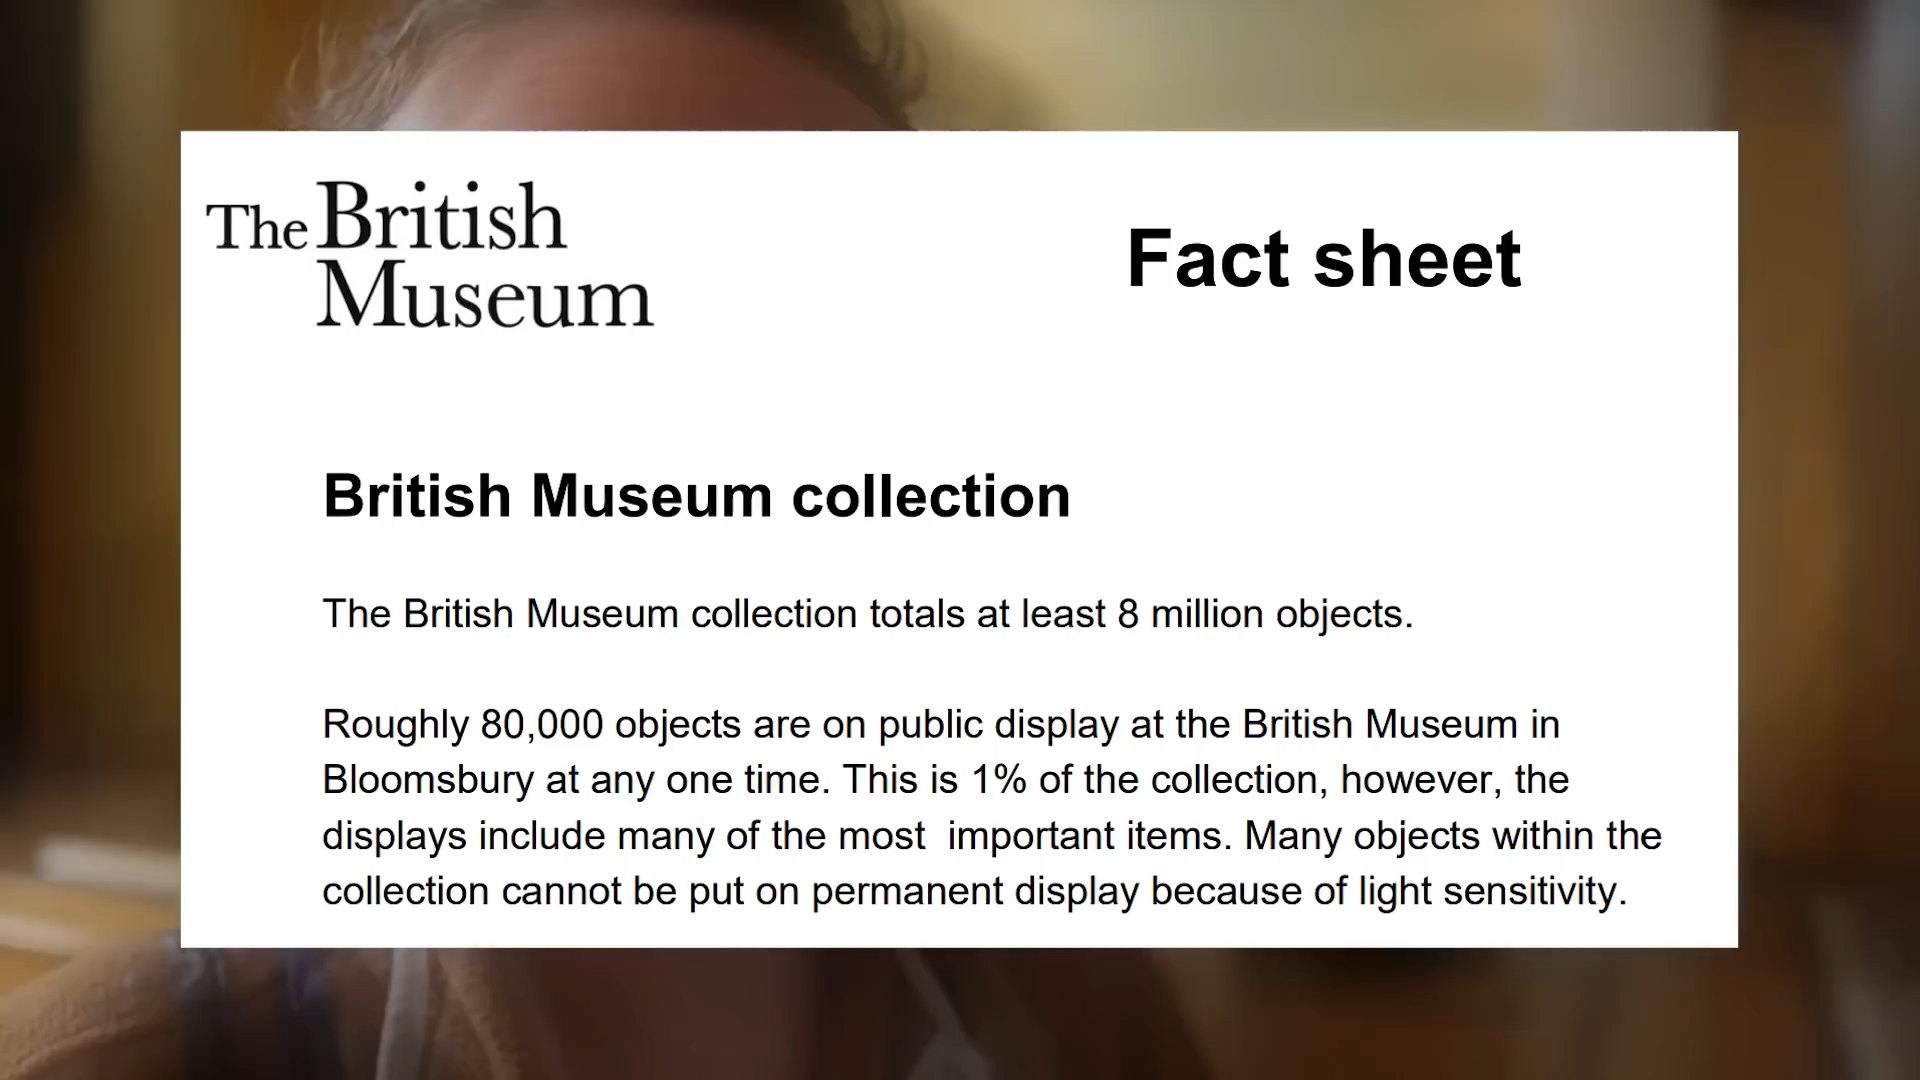 The British
Museum
Fact sheet
British Museum collection
The British Museum collection totals at least 8 million objects.
Roughly 80,000 objects are on public display at the British Museum in
Bloomsbury at any one time. This is 1% of the collection, however, the
displays include many of the most  important items. Many objects within the
collection cannot be put on permanent display because of light sensitivity.